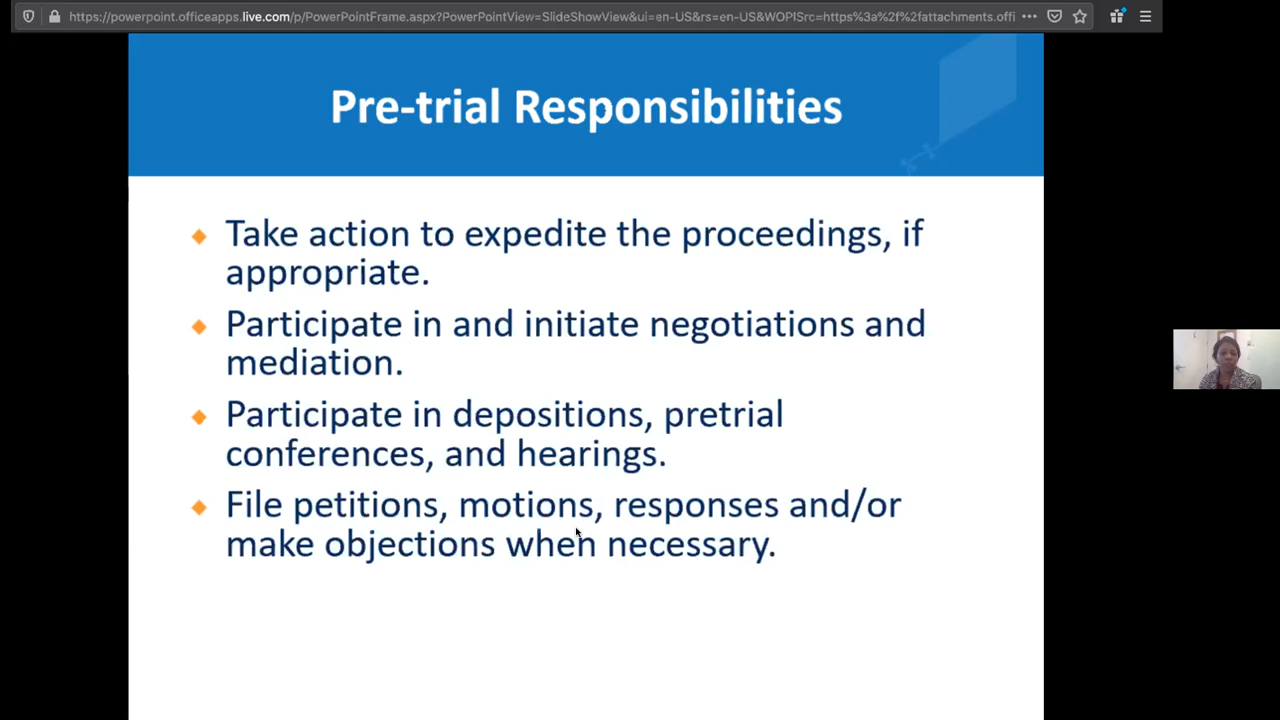 https://powerpoint.officeapps.live.com/p/PowerPointFrame.aspx?PowerPointView=SlideShowView&ui=en-US&rs=en-US&WOPISrc=https%3a%2f%2fattachments.offi
Pre-trial Responsibilities
Take action to expedite the proceedings, if
appropriate.
Participate in and initiate negotiations and
mediation.
Participate in depositions, pretrial
conferences, and hearings.
File petitions, motions, responses and/or
make objections when necessary.